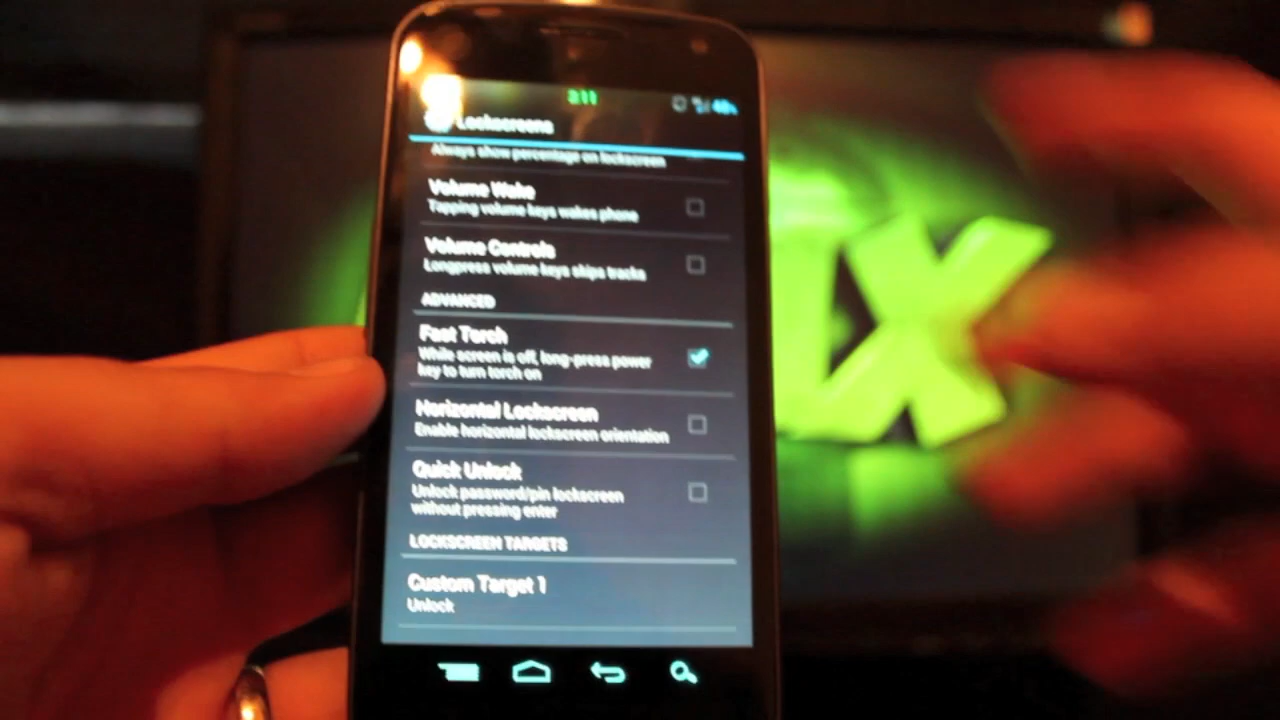 3:11
Lockscreens
Always show percentage on lockscreen
Volume Wake
Tapping volume keys wakes phone
Volume Controls
Longpress volume keys skips tracks
ADVANCED
Fast Torch
While screen is off, long-press power
key to turn torch on
Horizontal Lockscreen
Enable horizontal lockscreen orientation
Quick Unlock
Unlock password/pin lockscreen
without pressing enter
LOCKSCREEN TARGETS
Custom Target 1
Unlock
X